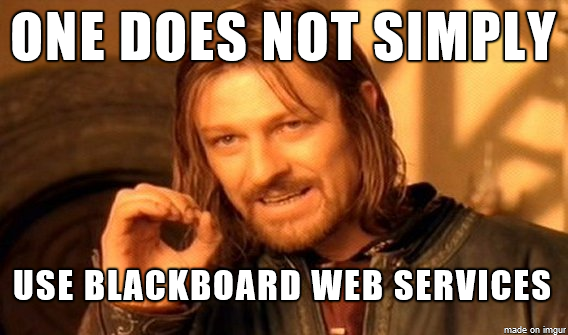 ONE DOES NOT SIMPLY
USE BLACKBOARD WEB SERVICES
made on imgur